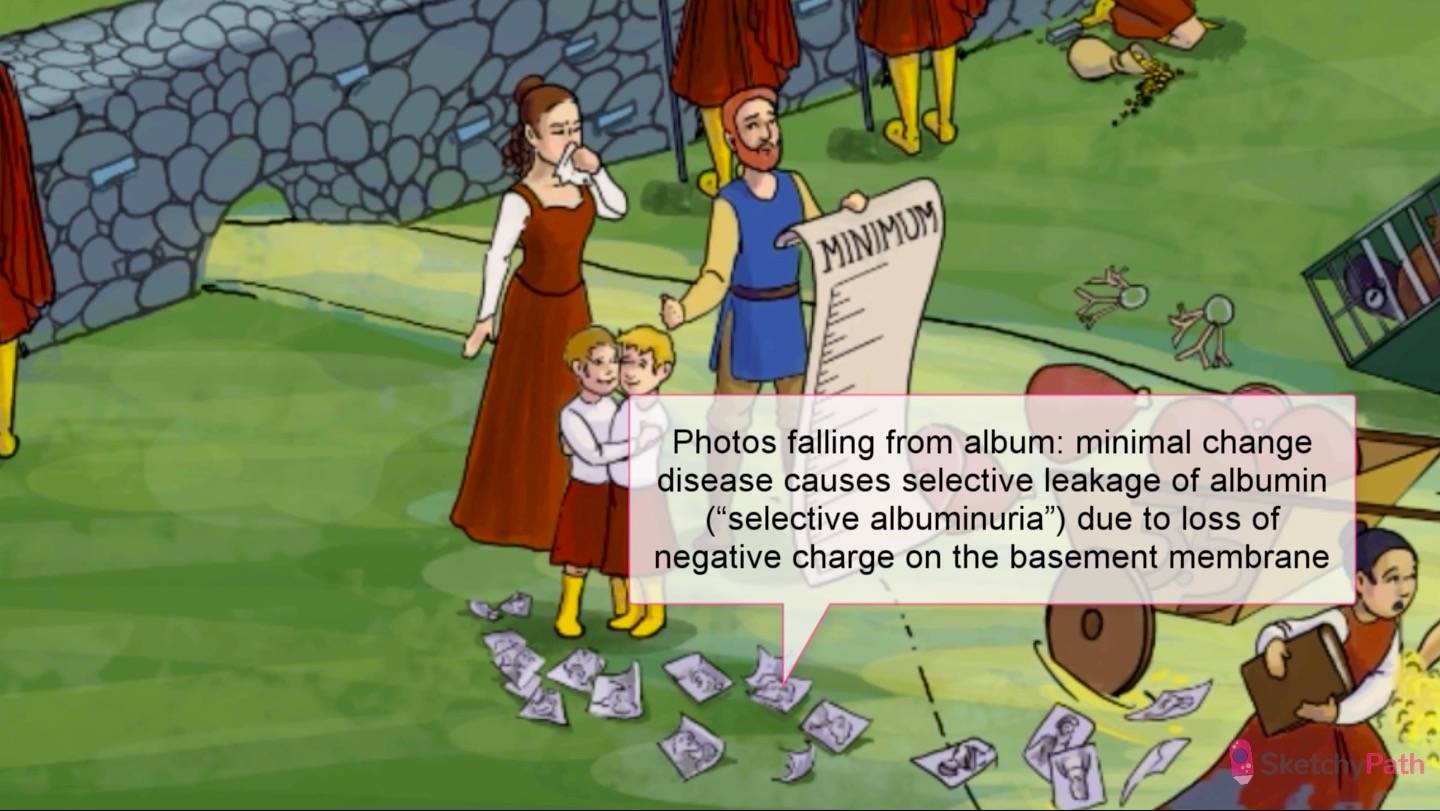 MINIMUM
Photos falling from album: minimal change
disease causes selective leakage of albumin
(“selective albuminuria”) due to loss of
negative charge on the basement membrane
SketchyPath